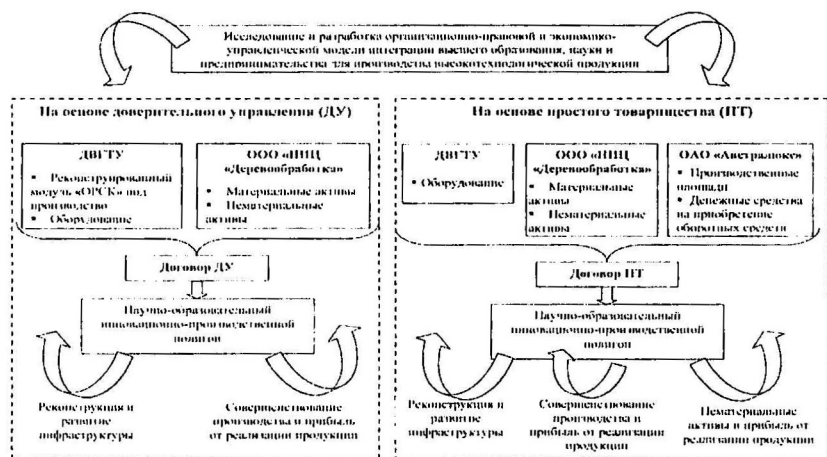 Исследование и разработка организационно-правовой и экономико-
управленческой модели интеграции высшего образования, науки и
предпринимательства для производства высокотехнологической продукции
На основе доверительного управления (ДУ)
ДВГТУ
• Реконструированный
модуль «ОРСК» под
производство
• Оборудование
ООО «НПЦ
«Деревообработка»
• Материальные активы
• Нематериальные
активы
Договор ДУ
Научно-образовательный
инновационно-производственной
полигон
Реконструкция и
развитие
инфраструктуры
Совершенствование
производства и прибыль
от реализации продукции
На основе простого товарищества (ПТ)
ДВГТУ
• Оборудование
ООО «НПЦ
«Деревообработка»
• Материальные
активы
• Нематериальные
активы
ОАО «Австралюкс»
• Производственные
площади
• Денежные средства
на приобретение
оборотных средств
Договор ПТ
Научно-образовательный
инновационно-производственной
полигон
Реконструкция и
развитие
инфраструктуры
Совершенствование
производства и
прибыль от реализации
продукции
Нематериальные
активы и прибыль от
реализации продукции